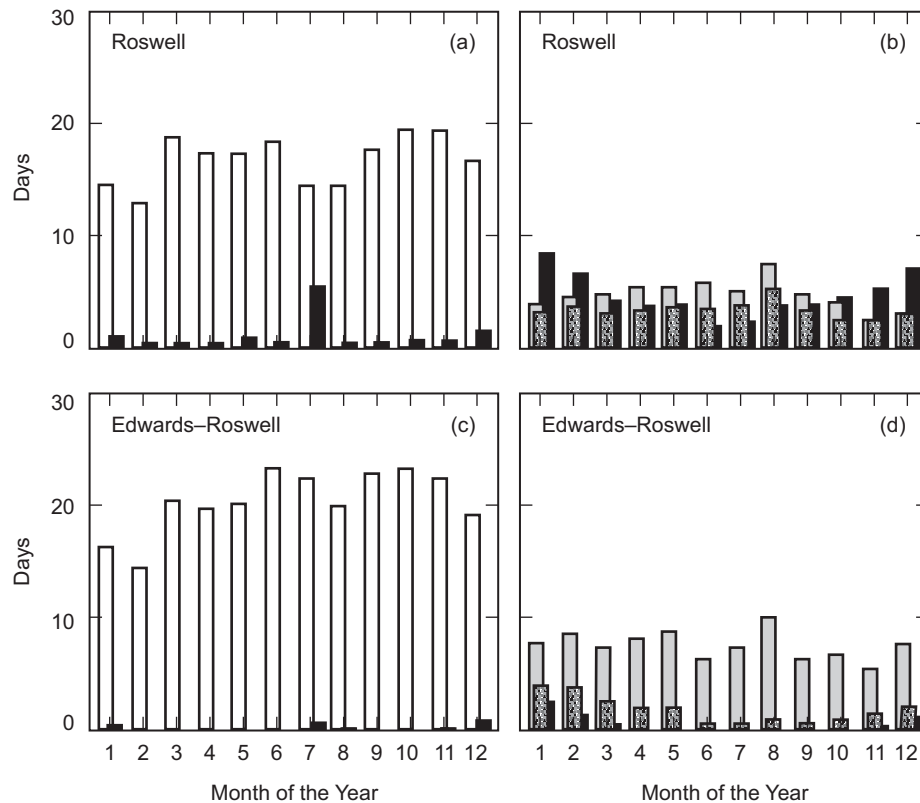 30
Roswell (a)
Roswell (b)
20
Days
10
0
30
Edwards–Roswell (c)
Edwards–Roswell (d)
20
Days
10
0
1 2 3 4 5 6 7 8 9 10 11 12
1 2 3 4 5 6 7 8 9 10 11 12
Month of the Year
Month of the Year